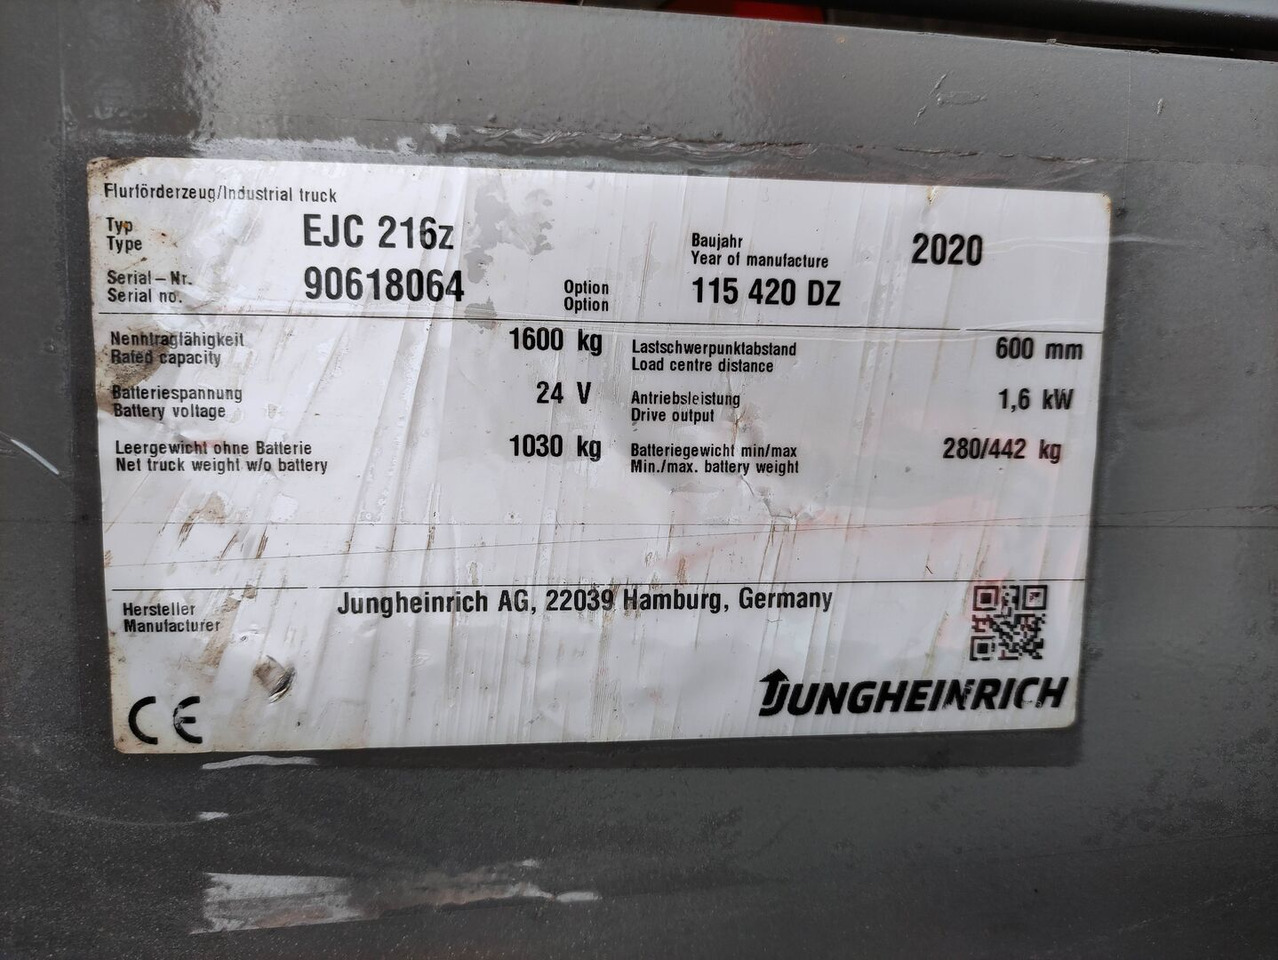 Flurförderzeug/Industrial truck
Typ
Type
EJC 216z
Baujahr
Year of manufacture
2020
Serial-Nr.
Serial no.
90618064
Option
Option
115 420 DZ
Nenntragfähigkeit
Rated capacity
1600 kg
Lastschwerpunktabstand
Load centre distance
600 mm
Batteriespannung
Battery voltage
24 V
Antriebsleistung
Drive output
1,6 kW
Leergewicht ohne Batterie
Net truck weight w/o battery
1030 kg
Batteriegewicht min/max
Min./max. battery weight
280/442 kg
Hersteller
Manufacturer
Jungheinrich AG, 22039 Hamburg, Germany
CE
JUNGHEINRICH